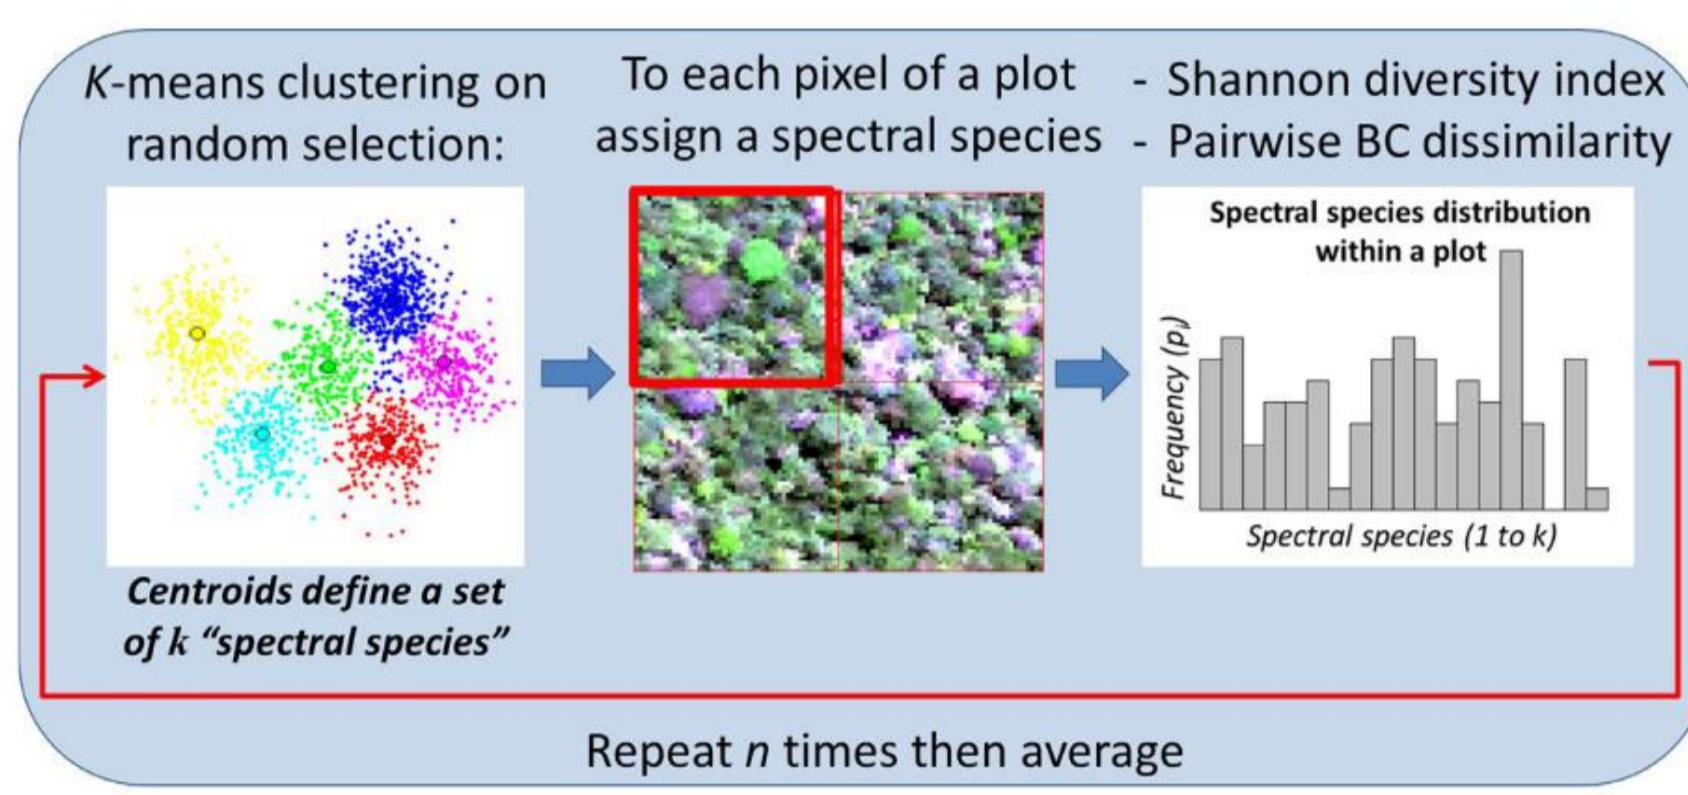 K-means clustering on
random selection:
Centroids define a set
of k “spectral species”
To each pixel of a plot
assign a spectral species
- Shannon diversity index
- Pairwise BC dissimilarity
Spectral species distribution
within a plot
Frequency (pi)
Spectral species (1 to k)
Repeat n times then average